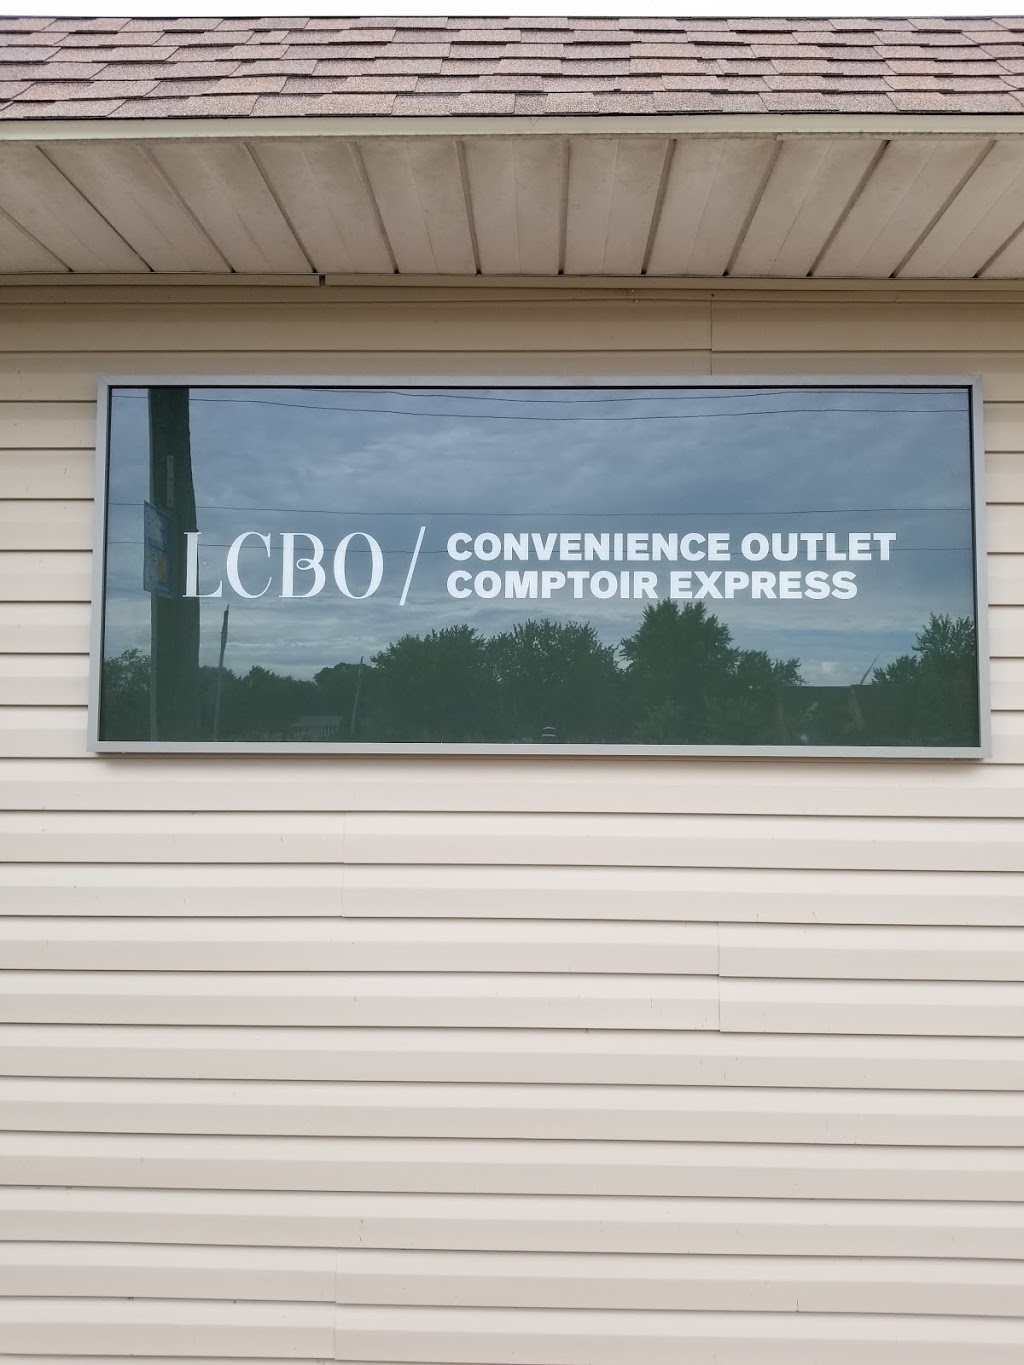 LCBO / CONVENIENCE OUTLET
COMPTOIR EXPRESS